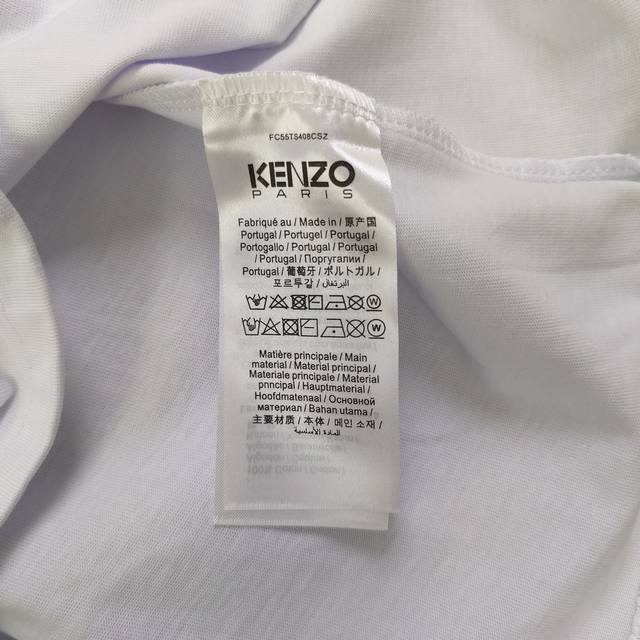 FC55TS408CSZ
KENZO
PARIS
Fabriqué au / Made in / 原产国
Portugal / Portugel / Portugal /
Portogallo / Portugal / Portugal
/ Portugal / Португалии /
Portugal / 葡萄牙 / ポルトガル /
포르투갈 / البرتغال /
Matière principale / Main
material / Material principal /
Materiale principale / Material
pnncipal / Hauptmaterial /
Hoofdmatenaal / Основной
материал / Bahan utama /
主要材质 / 本体 / 메인 소재 /
المادة الأساسية